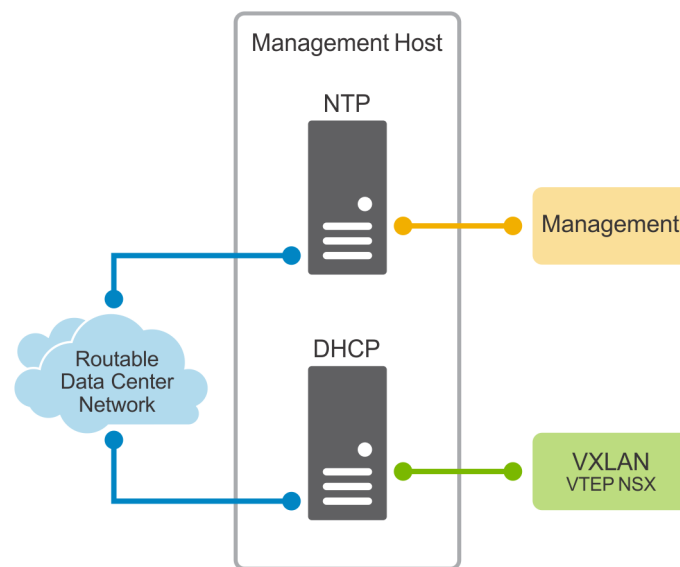 Management Host
NTP
Management
Routable
Data Center
Network
DHCP
VXLAN
VTEP NSX